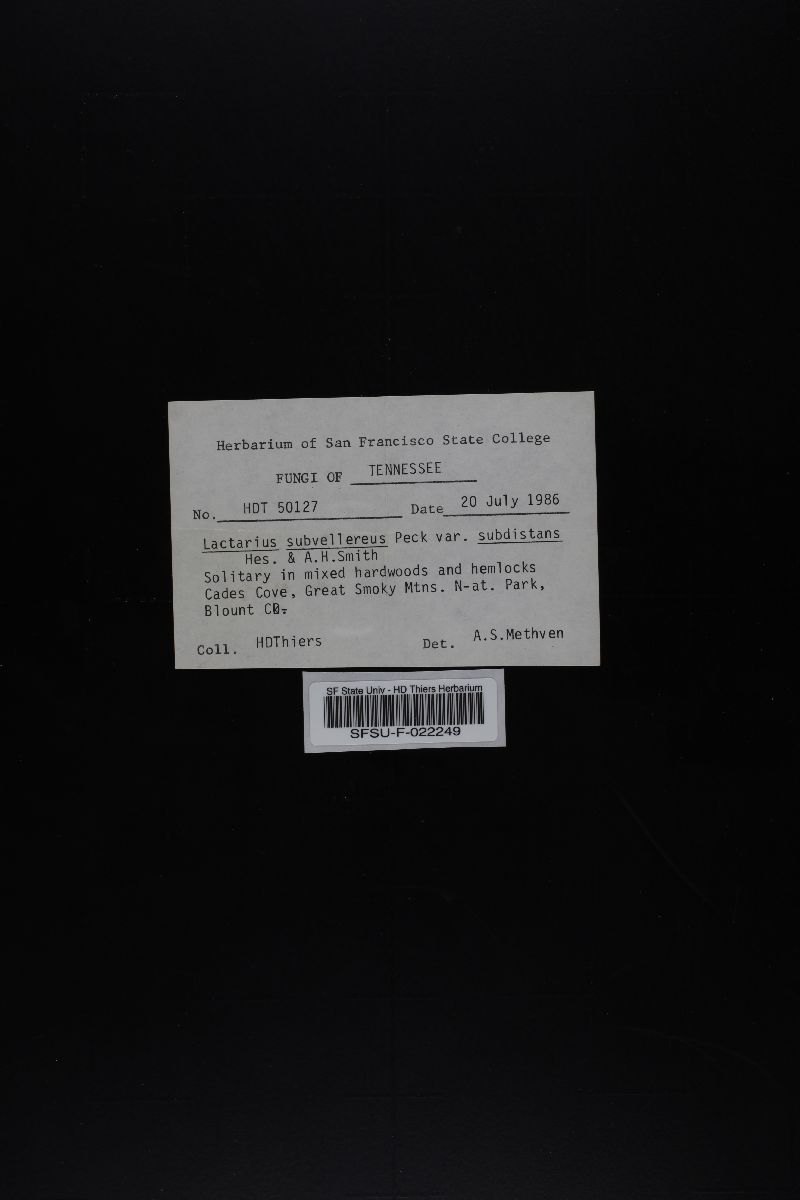 Herbarium of San Francisco State College
FUNGI OF TENNESSEE
No. HDT 50127 Date 20 July 1986
Lactarius subvellereus Peck var. subdistans
Hes. & A.H.Smith
Solitary in mixed hardwoods and hemlocks
Cades Cove, Great Smoky Mtns. N-at. Park,
Blount CO.
Coll. HDThiers Det. A.S.Methven
SF State Univ - HD Thiers Herbarium
SFSU-F-022249